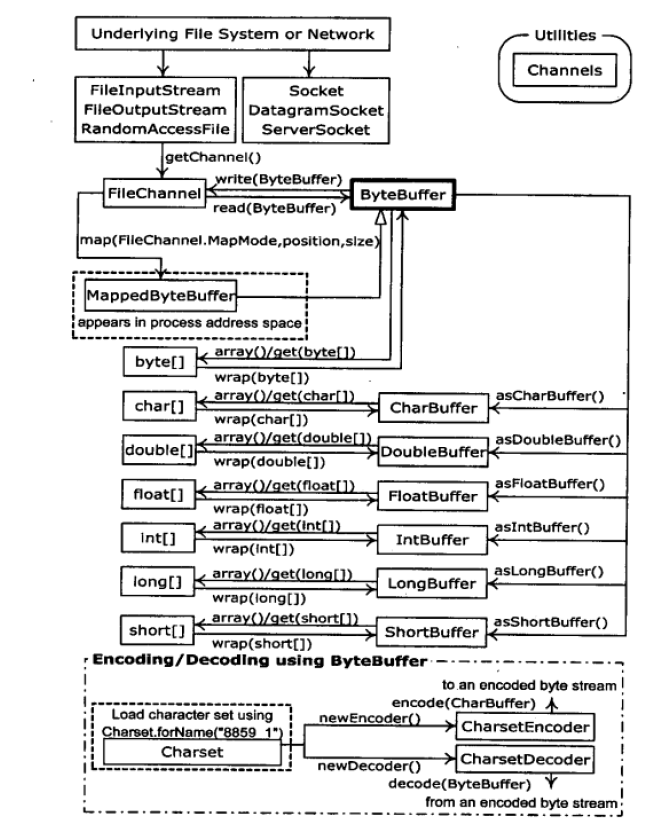 Underlying File System or Network
Utilities
Channels
FileInputStream
FileOutputStream
RandomAccessFile
Socket
DatagramSocket
ServerSocket
getChannel()
FileChannel
write(ByteBuffer)
read(ByteBuffer)
ByteBuffer
map(FileChannel.MapMode,position,size)
MappedByteBuffer
appears in process address space
byte[]
array()/get(byte[])
wrap(byte[])
char[]
array()/get(char[])
wrap(char[])
CharBuffer
asCharBuffer()
double[]
array()/get(double[])
wrap(double[])
DoubleBuffer
asDoubleBuffer()
float[]
array()/get(float[])
wrap(float[])
FloatBuffer
asFloatBuffer()
int[]
array()/get(int[])
wrap(int[])
IntBuffer
asIntBuffer()
long[]
array()/get(long[])
wrap(long[])
LongBuffer
asLongBuffer()
short[]
array()/get(short[])
wrap(short[])
ShortBuffer
asShortBuffer()
Encoding/Decoding using ByteBuffer
Load character set using
Charset.forName("8859_1")
Charset
newEncoder()
newDecoder()
to an encoded byte stream
encode(CharBuffer)
CharsetEncoder
CharsetDecoder
decode(ByteBuffer)
from an encoded byte stream